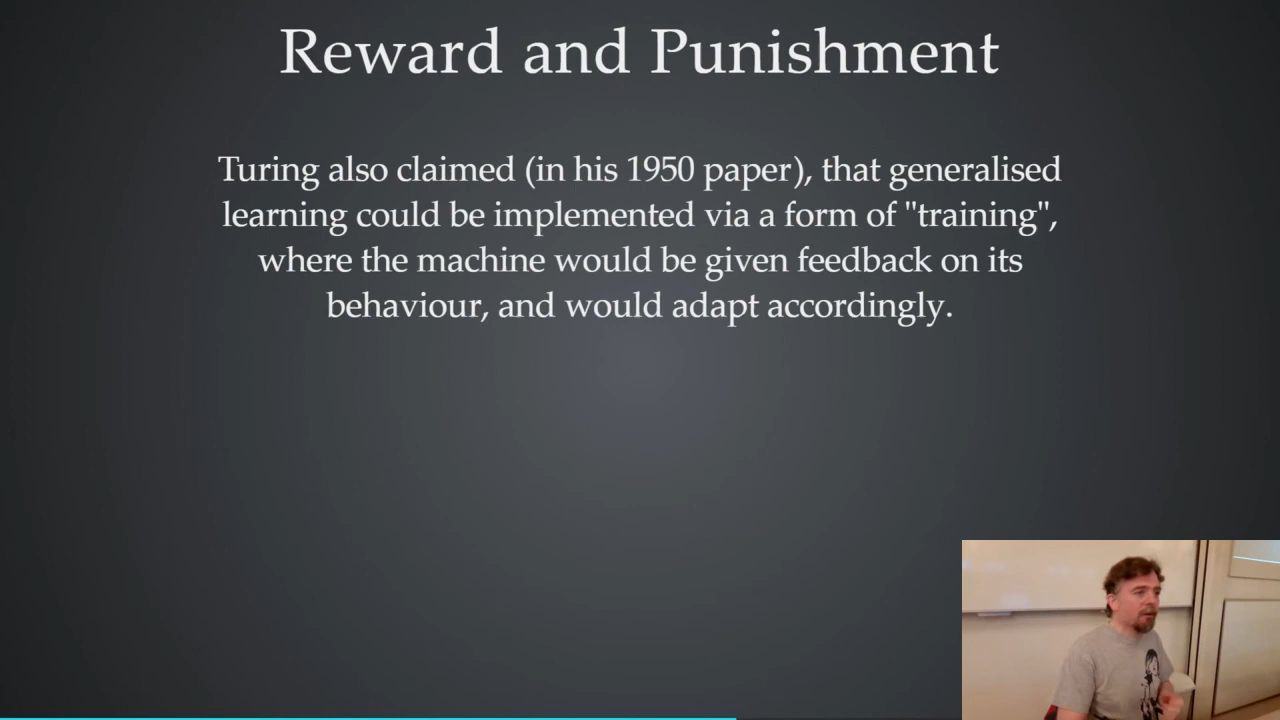 Reward and Punishment
Turing also claimed (in his 1950 paper), that generalised
learning could be implemented via a form of "training",
where the machine would be given feedback on its
behaviour, and would adapt accordingly.